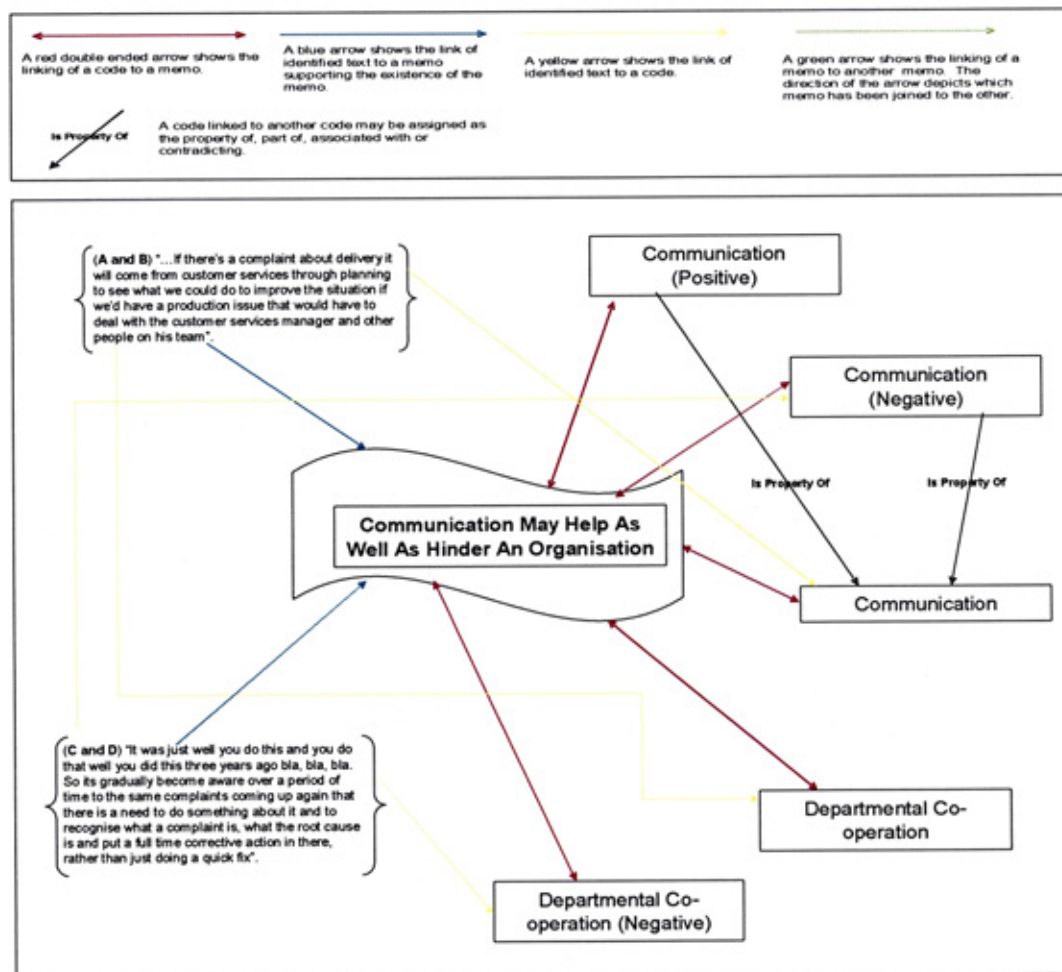 A red double ended arrow shows the
linking of a code to a memo.
A blue arrow shows the link of
identified text to a memo
supporting the existence of the
memo.
A yellow arrow shows the link of
identified text to a code.
A green arrow shows the linking of a
memo to another memo. The
direction of the arrow depicts which
memo has been joined to the other.
Is Property Of
A code linked to another code may be assigned as
the property of, part of, associated with or
contradicting.
(A and B) "...If there's a complaint about delivery it
will come from customer services through planning
to see what we could do to improve the situation if
we'd have a production issue that would have to
deal with the customer services manager and other
people on his team".
Communication
(Positive)
Communication
(Negative)
Is Property Of
Is Property Of
Communication May Help As
Well As Hinder An Organisation
Communication
(C and D) "It was just well you do this and you do
that well you did this three years ago bla, bla, bla.
So its gradually become aware over a period of
time to the same complaints coming up again that
there is a need to do something about it and to
recognise what a complaint is, what the root cause
is and put a full time corrective action in there,
rather than just doing a quick fix".
Departmental Co-
operation
Departmental Co-
operation (Negative)